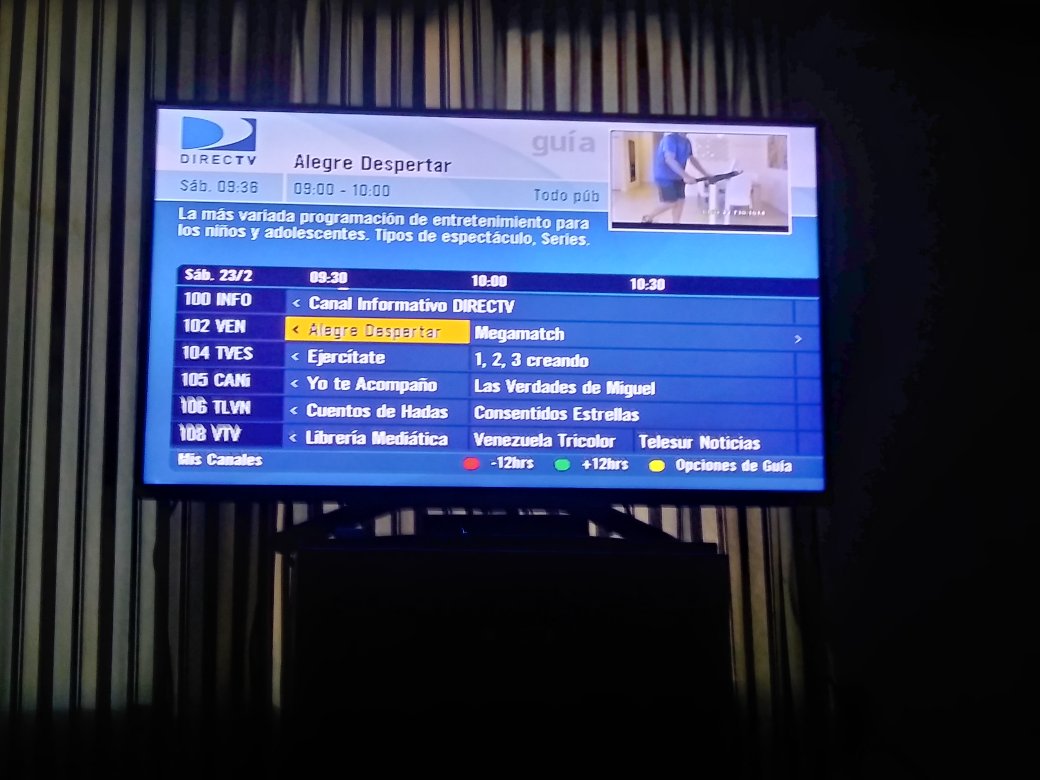 DIRECTV
guía
Alegre Despertar
Sáb. 09:36
09:00 - 10:00
Todo púb
La más variada programación de entretenimiento para
los niños y adolescentes. Tipos de espectáculo, Series.
Sáb. 23/2 09:30 10:00 10:30
100 INFO < Canal Informativo DIRECTV
102 VEN < Alegre Despertar Megamatch >
104 TVES < Ejercítate 1, 2, 3 creando
105 CANi < Yo te Acompaño Las Verdades de Miguel
106 TLVN < Cuentos de Hadas Consentidos Estrellas
108 VTV < Librería Mediática Venezuela Tricolor Telesur Noticias
Mis Canales -12hrs +12hrs Opciones de Guía